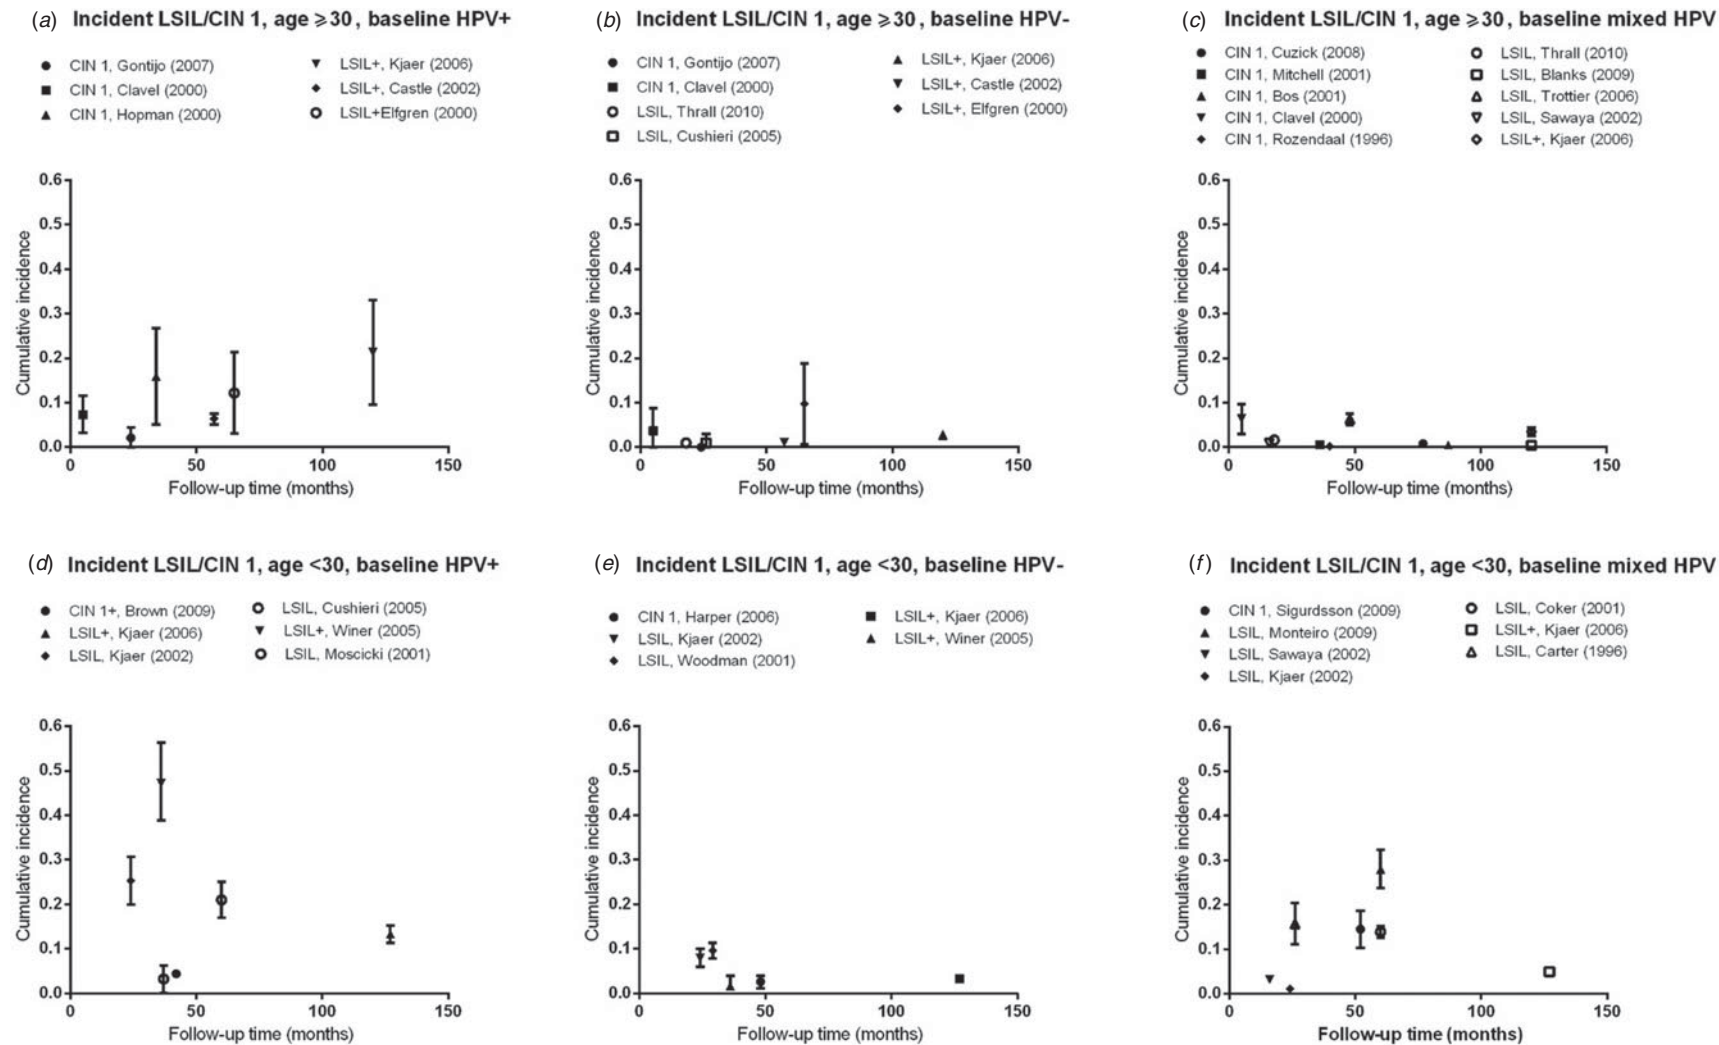 (a) Incident LSIL/CIN 1, age ⩾30, baseline HPV+
CIN 1, Gontijo (2007)
CIN 1, Clavel (2000)
CIN 1, Hopman (2000)
LSIL+, Kjaer (2006)
LSIL+, Castle (2002)
LSIL+Elfgren (2000)
Cumulative incidence
0.6
0.5
0.4
0.3
0.2
0.1
0.0
0 50 100 150
Follow-up time (months)
(b) Incident LSIL/CIN 1, age ⩾30, baseline HPV-
CIN 1, Gontijo (2007)
CIN 1, Clavel (2000)
LSIL, Thrall (2010)
LSIL, Cushieri (2005)
LSIL+, Kjaer (2006)
LSIL+, Castle (2002)
LSIL+, Elfgren (2000)
Cumulative incidence
0.6
0.5
0.4
0.3
0.2
0.1
0.0
0 50 100 150
Follow-up time (months)
(c) Incident LSIL/CIN 1, age ⩾30, baseline mixed HPV
CIN 1, Cuzick (2008)
CIN 1, Mitchell (2001)
CIN 1, Bos (2001)
CIN 1, Clavel (2000)
CIN 1, Rozendaal (1996)
LSIL, Thrall (2010)
LSIL, Blanks (2009)
LSIL, Trottier (2006)
LSIL, Sawaya (2002)
LSIL+, Kjaer (2006)
Cumulative incidence
0.6
0.5
0.4
0.3
0.2
0.1
0.0
0 50 100 150
Follow-up time (months)
(d) Incident LSIL/CIN 1, age <30, baseline HPV+
CIN 1+, Brown (2009)
LSIL+, Kjaer (2006)
LSIL, Kjaer (2002)
LSIL, Cushieri (2005)
LSIL+, Winer (2005)
LSIL, Moscicki (2001)
Cumulative incidence
0.6
0.5
0.4
0.3
0.2
0.1
0.0
0 50 100 150
Follow-up time (months)
(e) Incident LSIL/CIN 1, age <30, baseline HPV-
CIN 1, Harper (2006)
LSIL, Kjaer (2002)
LSIL, Woodman (2001)
LSIL+, Kjaer (2006)
LSIL+, Winer (2005)
Cumulative incidence
0.6
0.5
0.4
0.3
0.2
0.1
0.0
0 50 100 150
Follow-up time (months)
(f) Incident LSIL/CIN 1, age <30, baseline mixed HPV
CIN 1, Sigurdsson (2009)
LSIL, Monteiro (2009)
LSIL, Sawaya (2002)
LSIL, Kjaer (2002)
LSIL, Coker (2001)
LSIL+, Kjaer (2006)
LSIL, Carter (1996)
Cumulative incidence
0.6
0.5
0.4
0.3
0.2
0.1
0.0
0 50 100 150
Follow-up time (months)